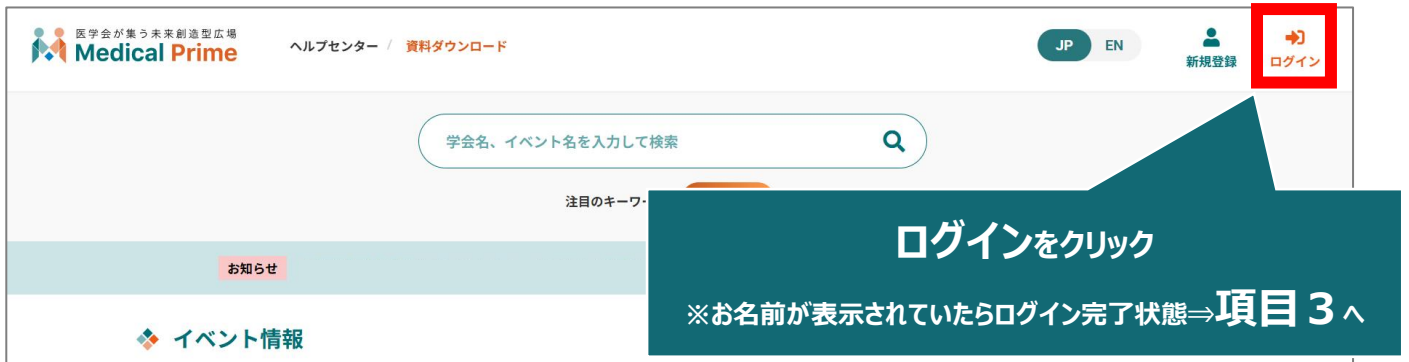 医学会が集う未来創造型広場
Medical Prime
ヘルプセンター / 資料ダウンロード
JP EN
新規登録
ログイン
学会名、イベント名を入力して検索
注目のキーワ
ログインをクリック
※お名前が表示されていたらログイン完了状態⇒項目３へ
お知らせ
イベント情報